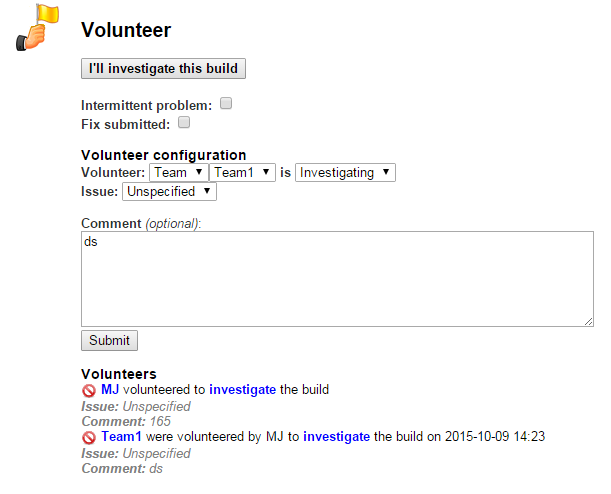 Volunteer
I'll investigate this build
Intermittent problem:
Fix submitted:
Volunteer configuration
Volunteer: Team Team1 is Investigating
Issue: Unspecified
Comment (optional):
ds
Submit
Volunteers
MJ volunteered to investigate the build
Issue: Unspecified
Comment: 165
Team1 were volunteered by MJ to investigate the build on 2015-10-09 14:23
Issue: Unspecified
Comment: ds